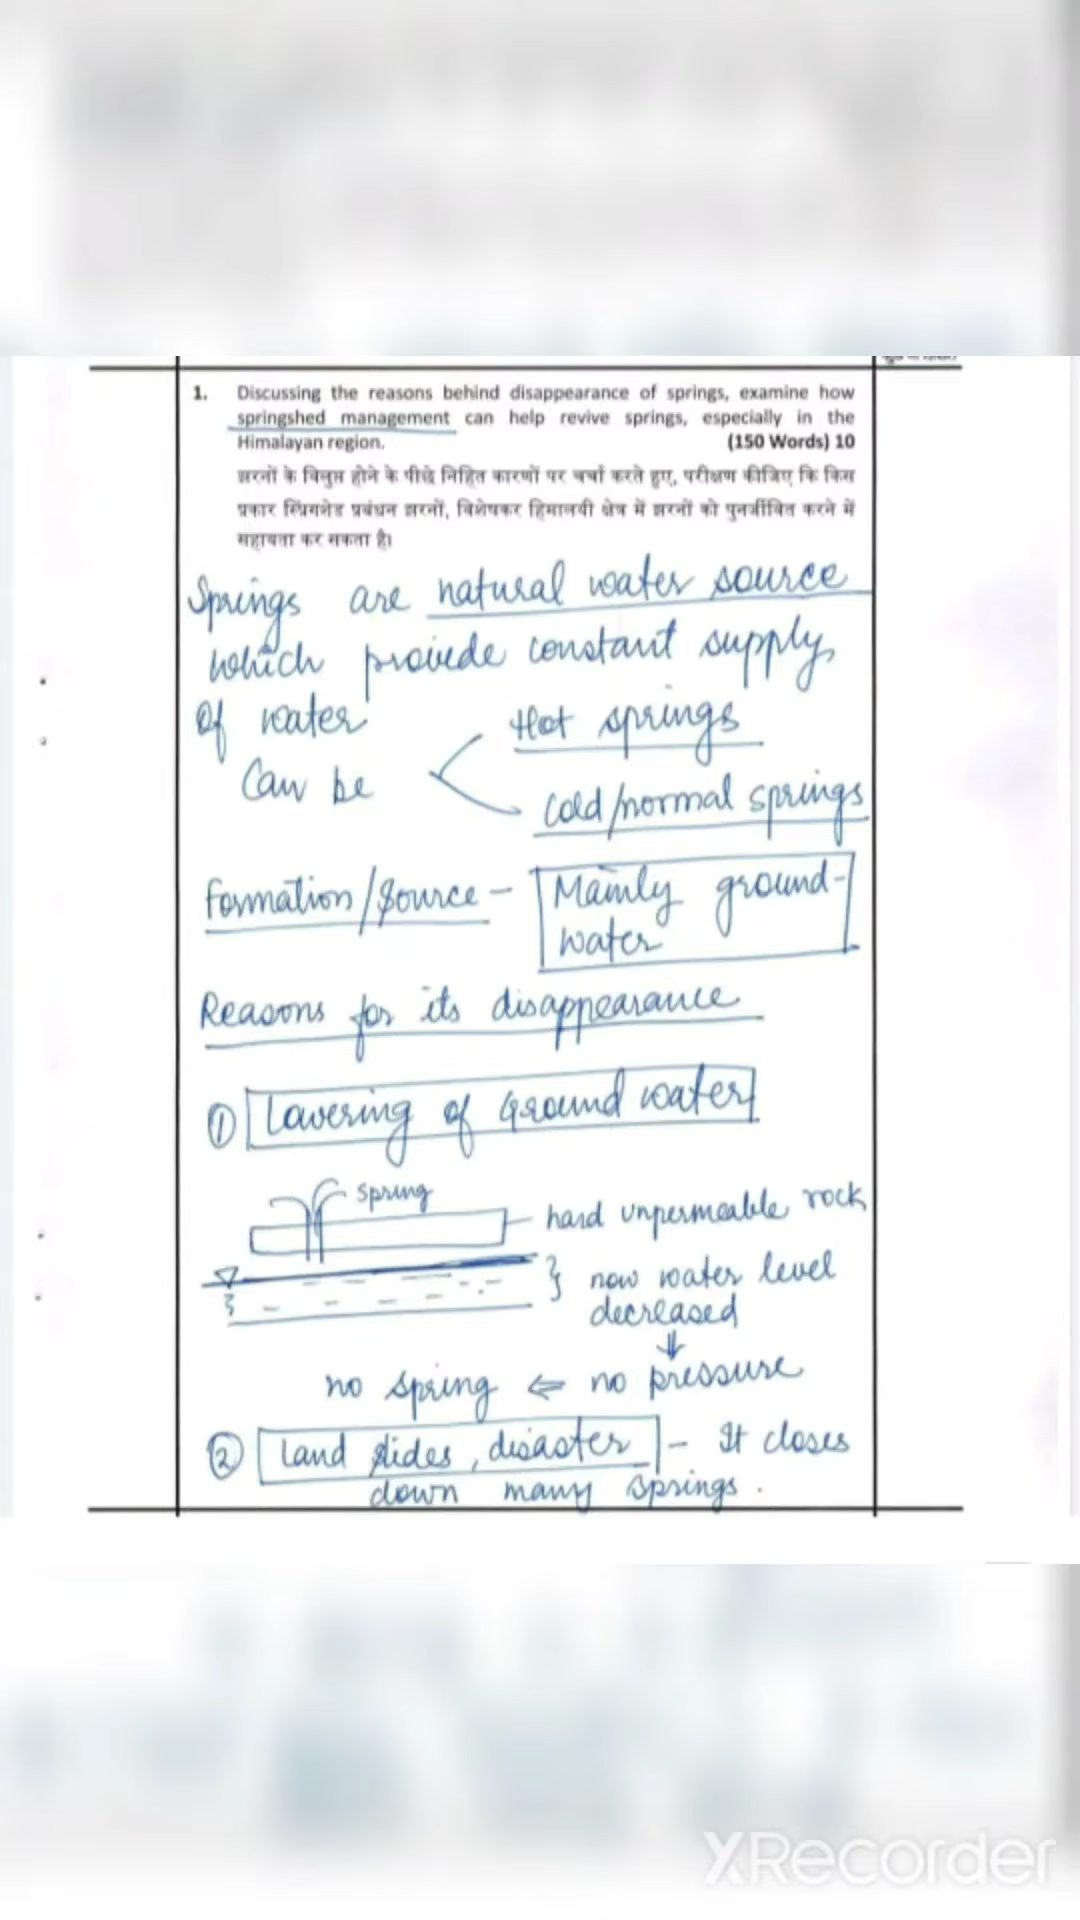 1. Discussing the reasons behind disappearance of springs, examine how
springshed management can help revive springs, especially in the
Himalayan region. (150 Words) 10
झरनों के विलुप्त होने के पीछे निहित कारणों पर चर्चा करते हुए, परीक्षण कीजिए कि किस
प्रकार स्प्रिंगशेड प्रबंधन झरनों, विशेषकर हिमालयी क्षेत्र में झरनों को पुनर्जीवित करने में
सहायता कर सकता है।
Springs are natural water source
which provide constant supply
of water
Hot springs
Can be
Cold/normal springs
Formation/Source - Mainly ground-
water
Reasons for its disappearance
① Lowering of Ground water
spring
hard unpermeable rock
now water level
decreased
no spring ⇐ no pressure
② Land slides, disaster - It closes
down many springs.
XRecorder